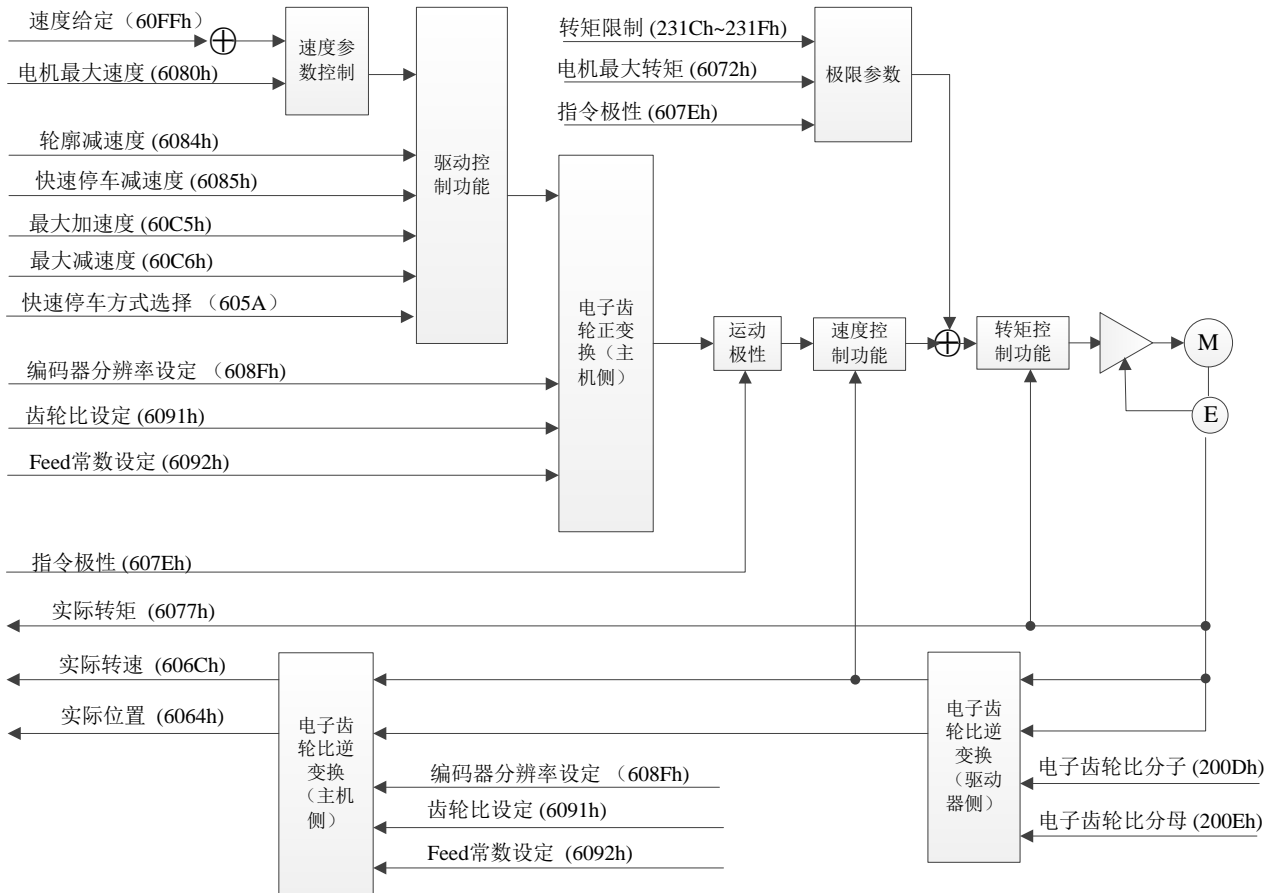 速度给定（60FFh）
电机最大速度 (6080h)
速度参
数控制
轮廓减速度 (6084h)
快速停车减速度 (6085h)
最大加速度 (60C5h)
最大减速度 (60C6h)
快速停车方式选择 （605A）
驱动控
制功能
转矩限制 (231Ch~231Fh)
电机最大转矩 (6072h)
指令极性 (607Eh)
极限参数
编码器分辨率设定 （608Fh）
齿轮比设定 (6091h)
Feed常数设定 (6092h)
电子齿
轮正变
换（主
机侧）
运动
极性
速度控
制功能
转矩控
制功能
M
E
指令极性 (607Eh)
实际转矩 (6077h)
实际转速 (606Ch)
实际位置 (6064h)
电子齿
轮比逆
变换
（主机
侧）
编码器分辨率设定 （608Fh）
齿轮比设定 (6091h)
Feed常数设定 (6092h)
电子齿
轮比逆
变换
（驱动
器侧）
电子齿轮比分子 (200Dh)
电子齿轮比分母 (200Eh)